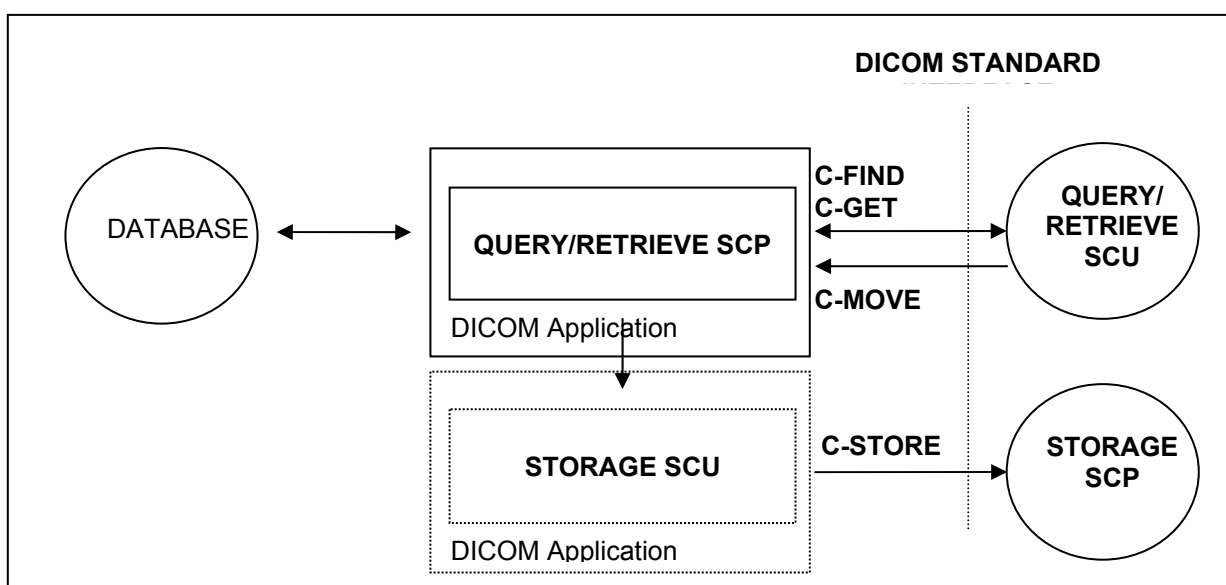 DICOM STANDARD
DATABASE
QUERY/RETRIEVE SCP
DICOM Application
C-FIND
C-GET
C-MOVE
QUERY/
RETRIEVE
SCU
STORAGE SCU
DICOM Application
C-STORE
STORAGE
SCP